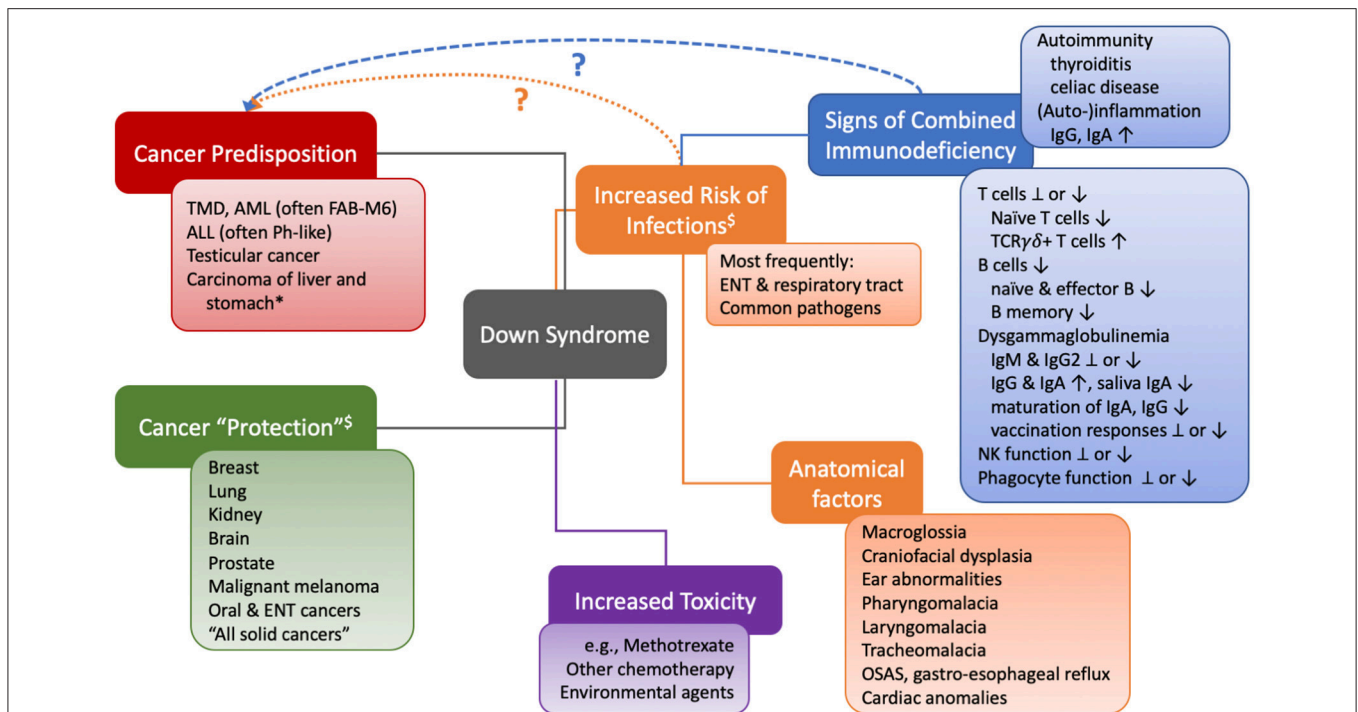 ?
?
Cancer Predisposition
TMD, AML (often FAB-M6)
ALL (often Ph-like)
Testicular cancer
Carcinoma of liver and
stomach*
Increased Risk of
Infections$
Most frequently:
ENT & respiratory tract
Common pathogens
Signs of Combined
Immunodeficiency
Autoimmunity
thyroiditis
celiac disease
(Auto-)inflammation
IgG, IgA ↑
T cells ⊥ or ↓
Naïve T cells ↓
TCRγδ+ T cells ↑
B cells ↓
naïve & effector B ↓
B memory ↓
Dysgammaglobulinemia
IgM & IgG2 ⊥ or ↓
IgG & IgA ↑, saliva IgA ↓
maturation of IgA, IgG ↓
vaccination responses ⊥ or ↓
NK function ⊥ or ↓
Phagocyte function ⊥ or ↓
Down Syndrome
Cancer “Protection”$
Breast
Lung
Kidney
Brain
Prostate
Malignant melanoma
Oral & ENT cancers
“All solid cancers”
Increased Toxicity
e.g., Methotrexate
Other chemotherapy
Environmental agents
Anatomical
factors
Macroglossia
Craniofacial dysplasia
Ear abnormalities
Pharyngomalacia
Laryngomalacia
Tracheomalacia
OSAS, gastro-esophageal reflux
Cardiac anomalies